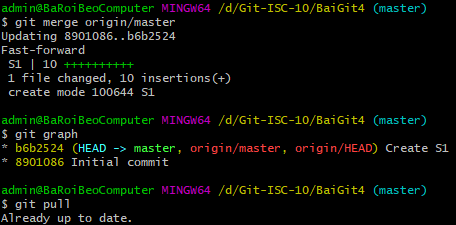 admin@BaRoiBeoComputer MINGW64 /d/Git-ISC-10/BaiGit4 (master)
$ git merge origin/master
Updating 8901086..b6b2524
Fast-forward
 S1 | 10 ++++++++++
 1 file changed, 10 insertions(+)
 create mode 100644 S1
admin@BaRoiBeoComputer MINGW64 /d/Git-ISC-10/BaiGit4 (master)
$ git graph
* b6b2524 (HEAD -> master, origin/master, origin/HEAD) Create S1
* 8901086 Initial commit
admin@BaRoiBeoComputer MINGW64 /d/Git-ISC-10/BaiGit4 (master)
$ git pull
Already up to date.